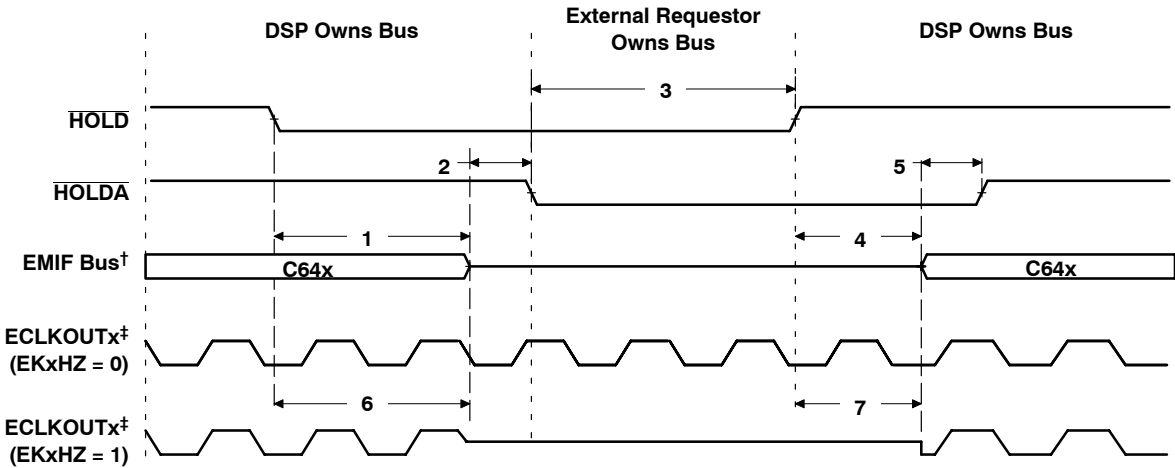 DSP Owns Bus
External Requestor
Owns Bus
DSP Owns Bus
3
HOLD
2
5
HOLDA
1
4
EMIF Bus†
C64x
C64x
ECLKOUTx‡
(EKxHZ = 0)
6
7
ECLKOUTx‡
(EKxHZ = 1)